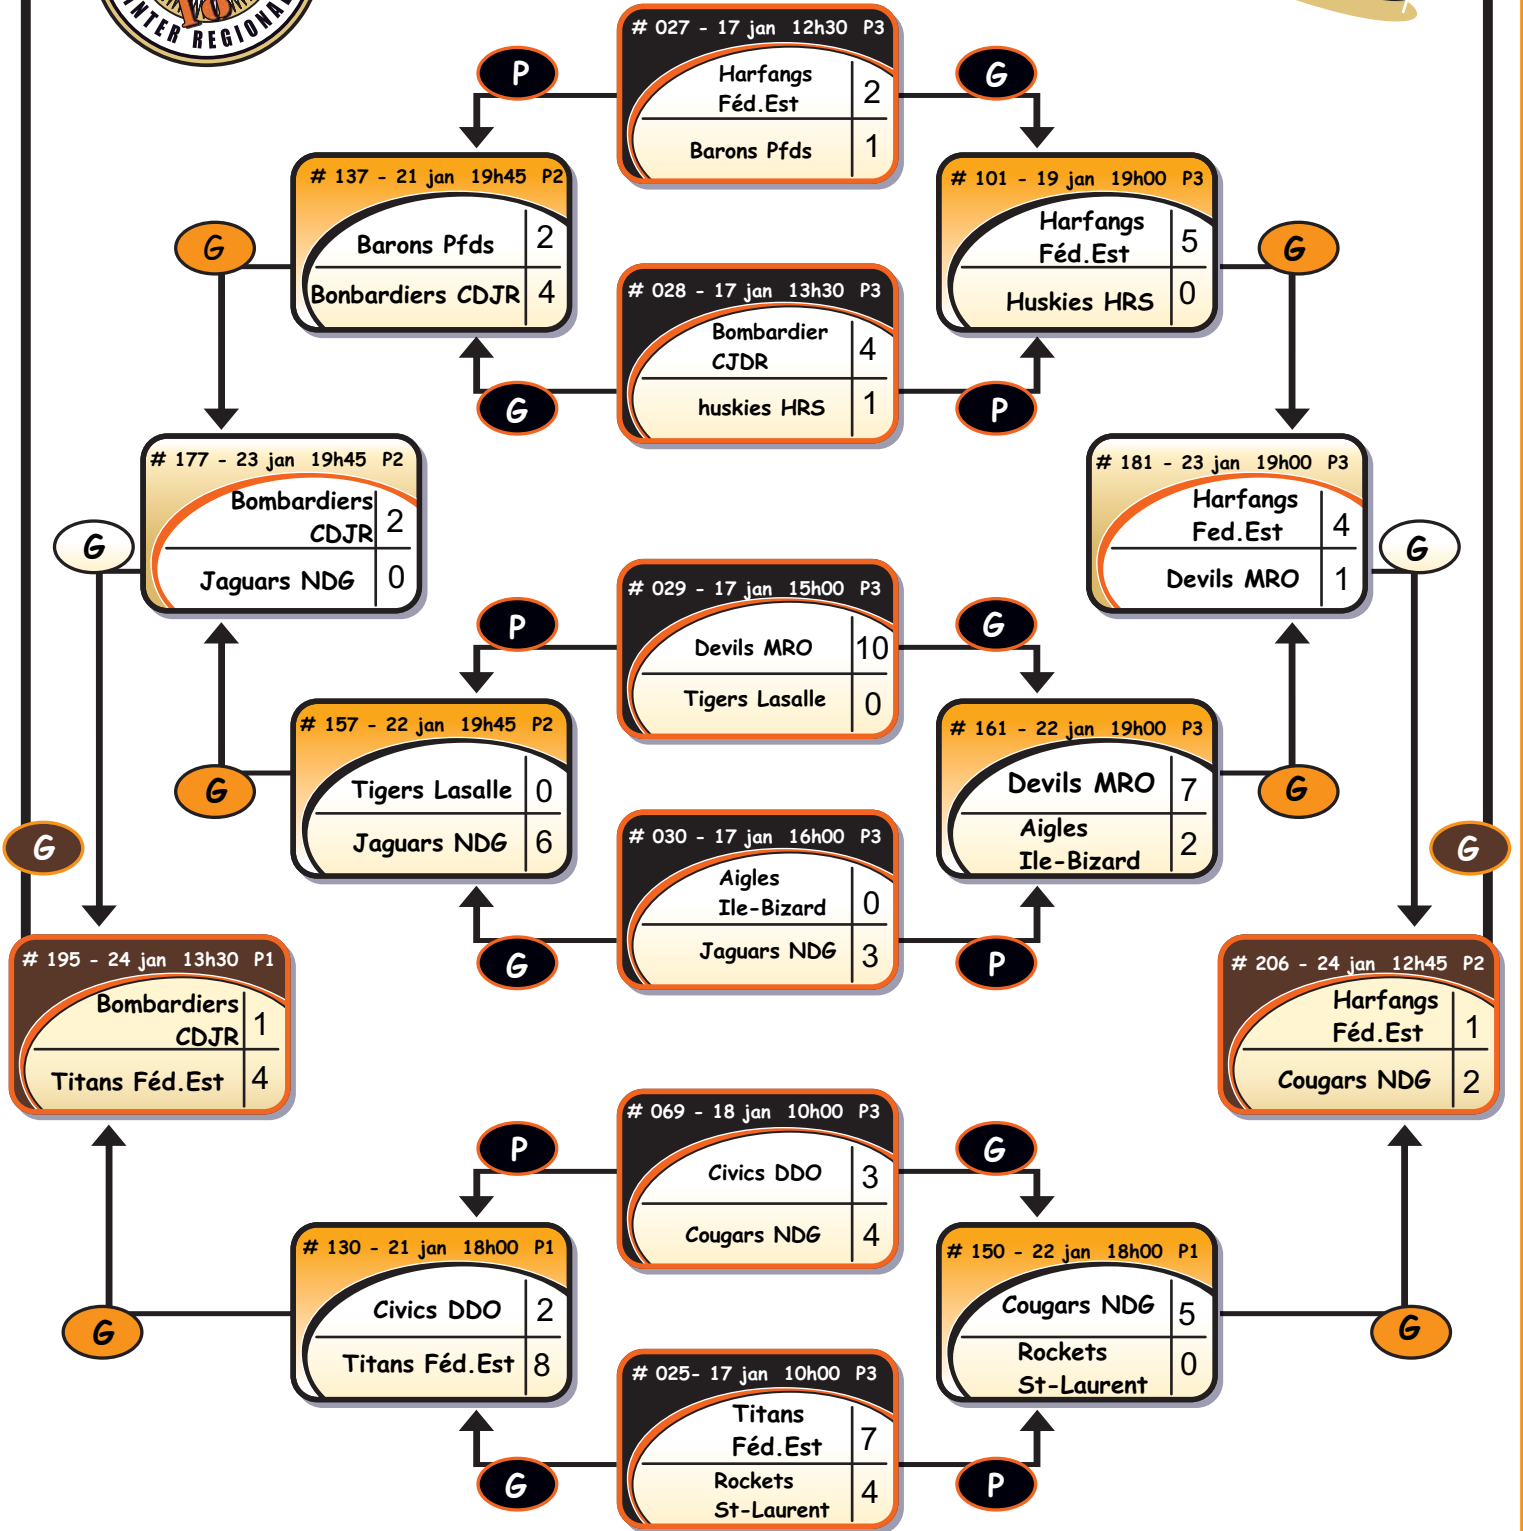 18
INTER REGIONAL
# 027 - 17 jan 12h30 P3
Harfangs
Féd.Est 2
Barons Pfds 1
P
G
# 137 - 21 jan 19h45 P2
Barons Pfds 2
Bonbardiers CDJR 4
# 101 - 19 jan 19h00 P3
Harfangs
Féd.Est 5
Huskies HRS 0
G
G
# 028 - 17 jan 13h30 P3
Bombardier
CJDR 4
huskies HRS 1
G
P
# 177 - 23 jan 19h45 P2
Bombardiers
CDJR 2
Jaguars NDG 0
# 181 - 23 jan 19h00 P3
Harfangs
Fed.Est 4
Devils MRO 1
G
G
# 029 - 17 jan 15h00 P3
Devils MRO 10
Tigers Lasalle 0
P
G
# 157 - 22 jan 19h45 P2
Tigers Lasalle 0
Jaguars NDG 6
# 161 - 22 jan 19h00 P3
Devils MRO 7
Aigles
Ile-Bizard 2
G
G
# 030 - 17 jan 16h00 P3
Aigles
Ile-Bizard 0
Jaguars NDG 3
G
G
G
P
# 195 - 24 jan 13h30 P1
Bombardiers
CDJR 1
Titans Féd.Est 4
# 206 - 24 jan 12h45 P2
Harfangs
Féd.Est 1
Cougars NDG 2
# 069 - 18 jan 10h00 P3
Civics DDO 3
Cougars NDG 4
P
G
# 130 - 21 jan 18h00 P1
Civics DDO 2
Titans Féd.Est 8
# 150 - 22 jan 18h00 P1
Cougars NDG 5
Rockets
St-Laurent 0
G
G
# 025- 17 jan 10h00 P3
Titans
Féd.Est 7
Rockets
St-Laurent 4
G
P